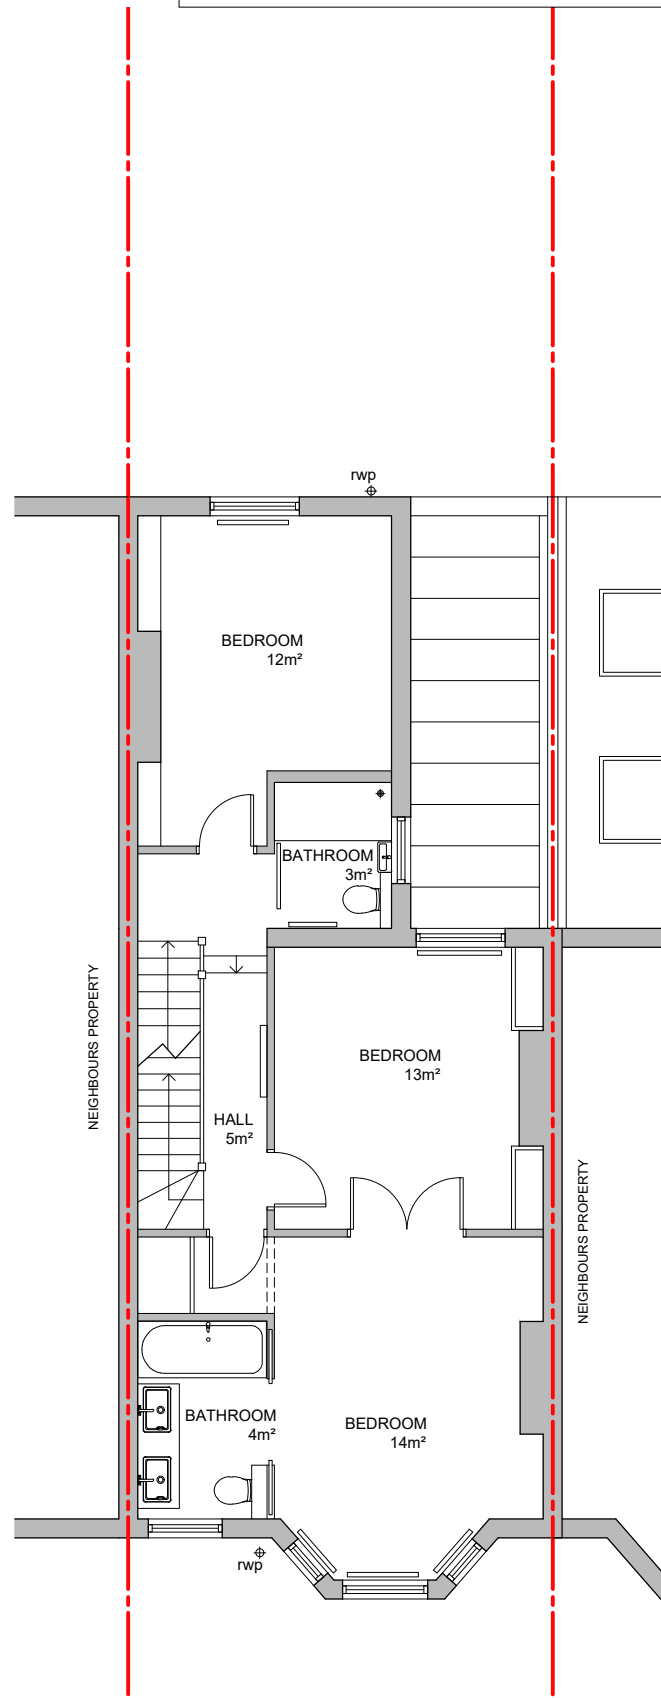 rwp
BEDROOM
12m²
BATHROOM
3m²
NEIGHBOURS PROPERTY
BEDROOM
13m²
HALL
5m²
NEIGHBOURS PROPERTY
BATHROOM
4m²
BEDROOM
14m²
rwp